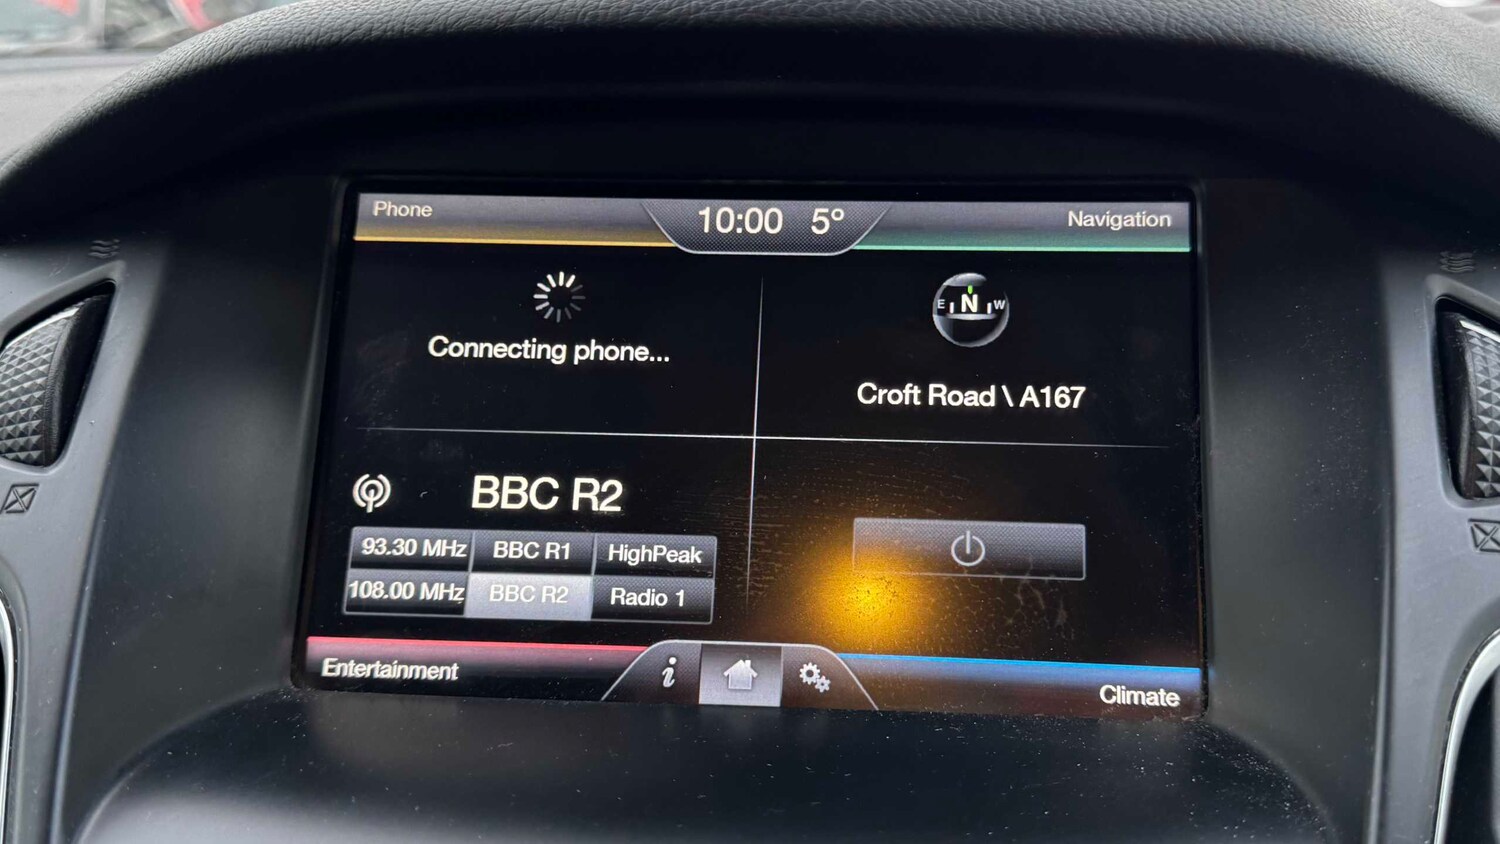 Phone
10:00 5°
Navigation
Connecting phone...
E N W
Croft Road \ A167
BBC R2
93.30 MHz BBC R1 HighPeak
108.00 MHz BBC R2 Radio 1
Entertainment
i
Climate